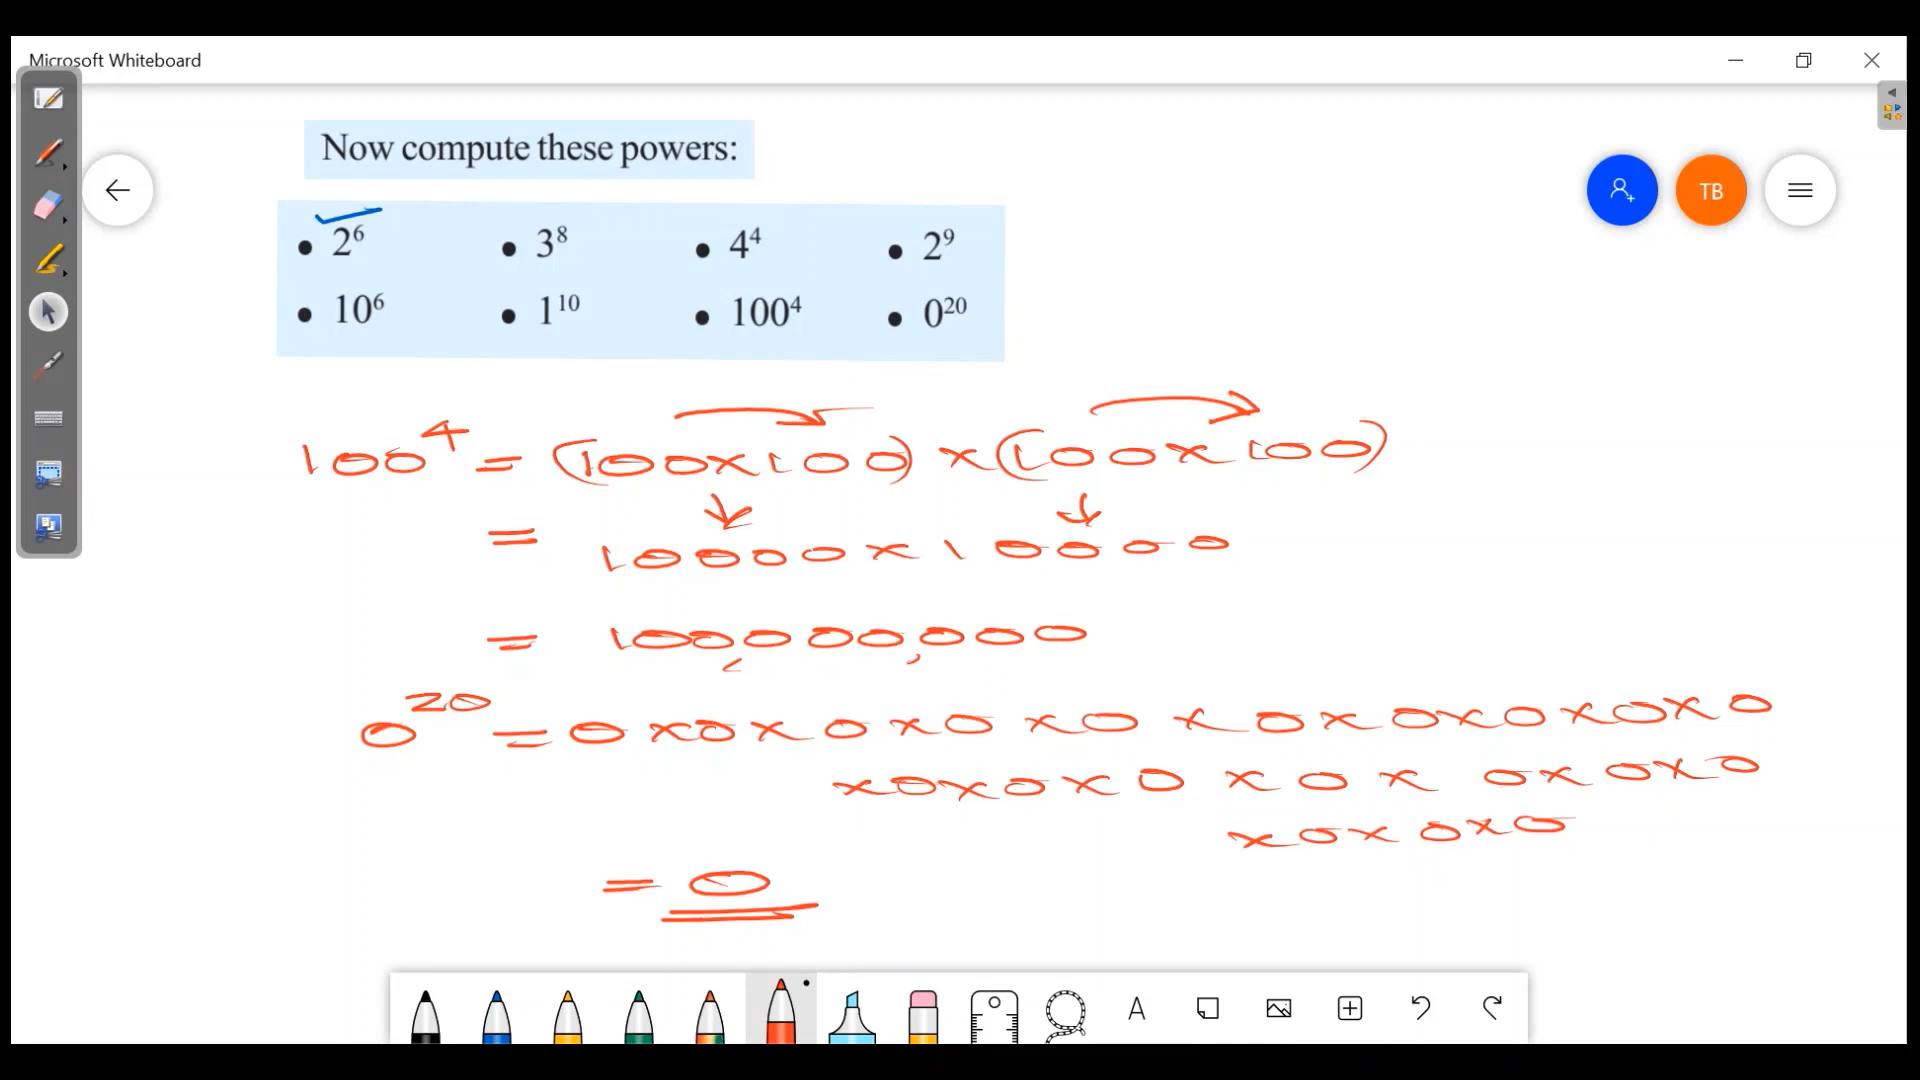 Microsoft Whiteboard
Now compute these powers:
• 2⁶ • 3⁸ • 4⁴ • 2⁹
• 10⁶ • 1¹⁰ • 100⁴ • 0²⁰
TB
100⁴ = (100×100) × (100×100)
= 10000 × 10000
= 100,000,000
0²⁰ = 0×0×0×0×0×0×0×0×0×0
×0×0×0×0×0×0×0
×0×0×0
= 0
A